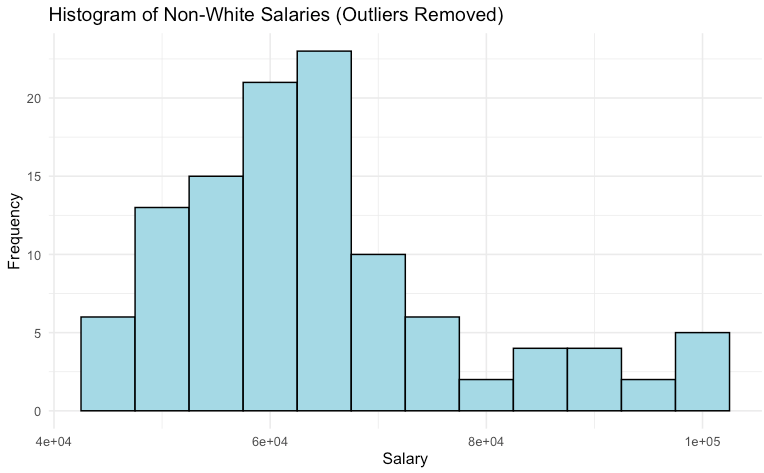 Histogram of Non-White Salaries (Outliers Removed)
20
15
10
5
0
Frequency
4e+04
6e+04
8e+04
1e+05
Salary